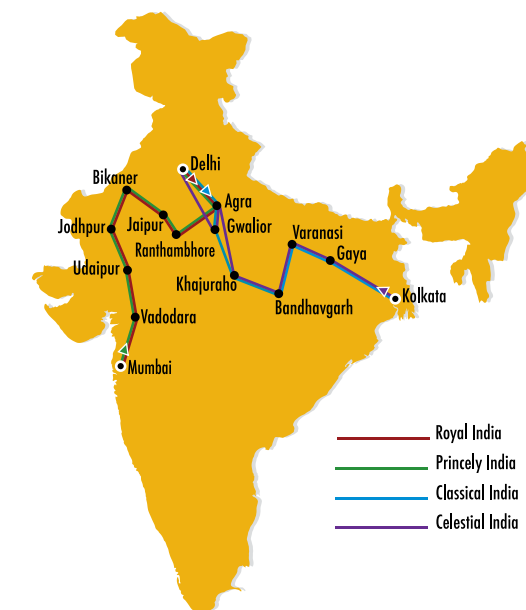 Delhi
Bikaner
Agra
Jodhpur
Jaipur
Gwalior
Varanasi
Ranthambhore
Gaya
Udaipur
Khajuraho
Kolkata
Bandhavgarh
Vadodara
Mumbai
Royal India
Princely India
Classical India
Celestial India